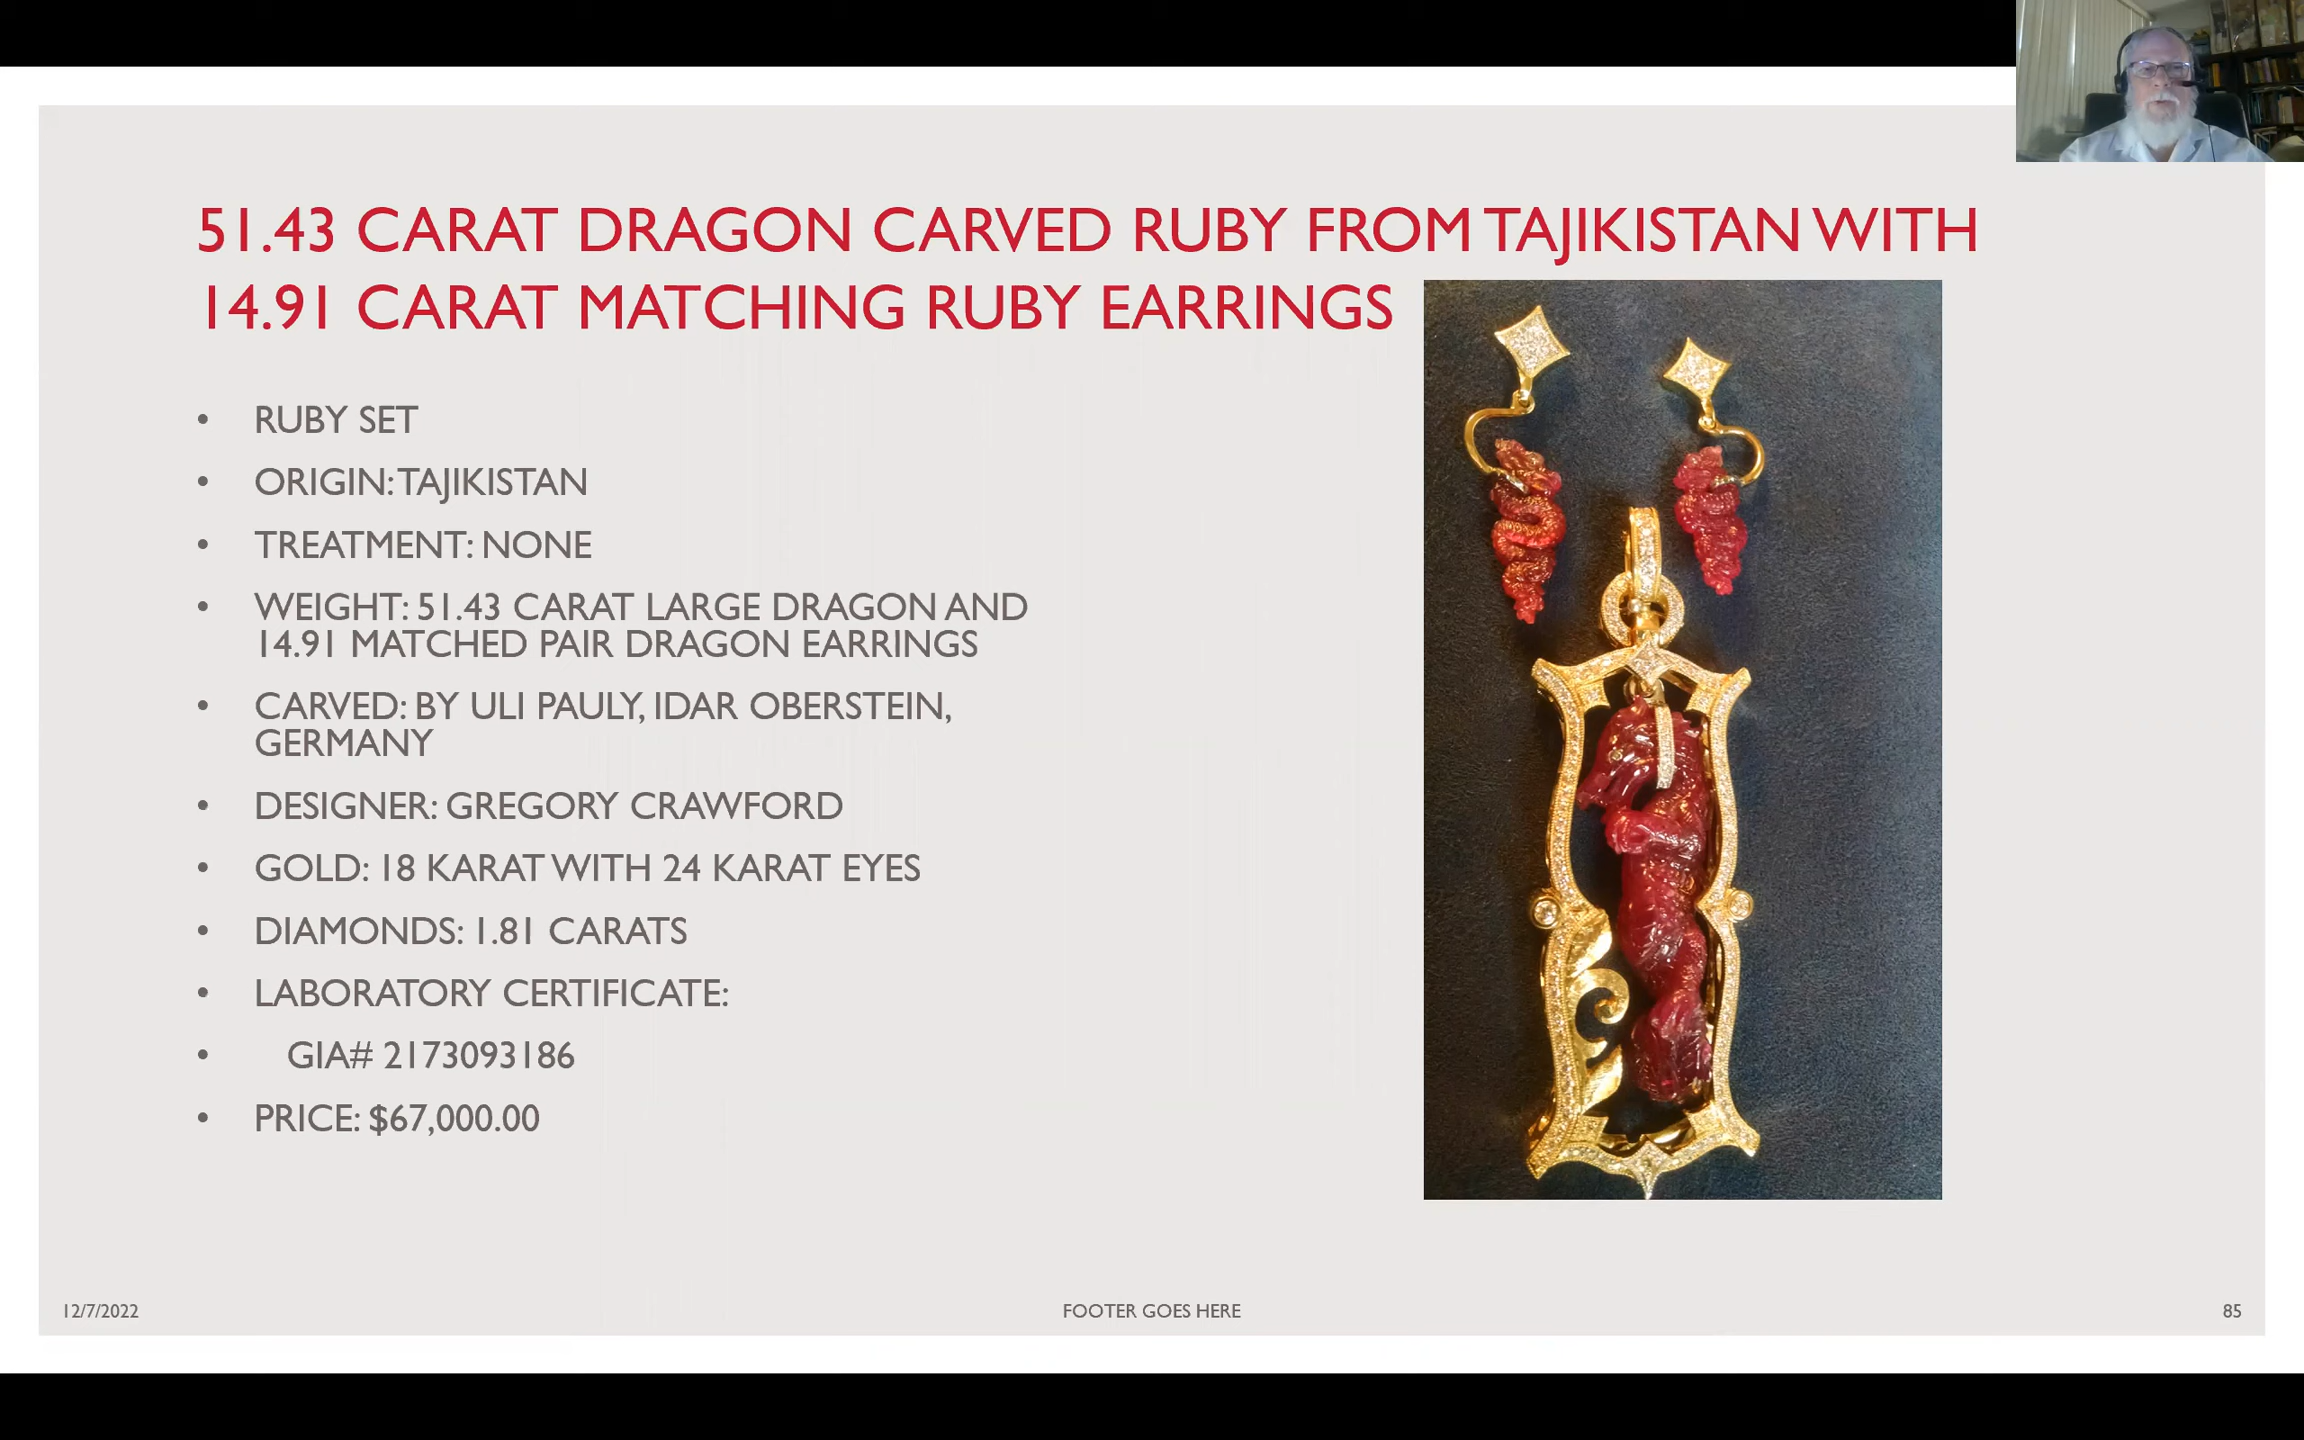 51.43 CARAT DRAGON CARVED RUBY FROM TAJIKISTAN WITH
14.91 CARAT MATCHING RUBY EARRINGS
• RUBY SET
• ORIGIN: TAJIKISTAN
• TREATMENT: NONE
• WEIGHT: 51.43 CARAT LARGE DRAGON AND
14.91 MATCHED PAIR DRAGON EARRINGS
• CARVED: BY ULI PAULY, IDAR OBERSTEIN,
GERMANY
• DESIGNER: GREGORY CRAWFORD
• GOLD: 18 KARAT WITH 24 KARAT EYES
• DIAMONDS: 1.81 CARATS
• LABORATORY CERTIFICATE:
• GIA# 2173093186
• PRICE: $67,000.00
12/7/2022
FOOTER GOES HERE
85